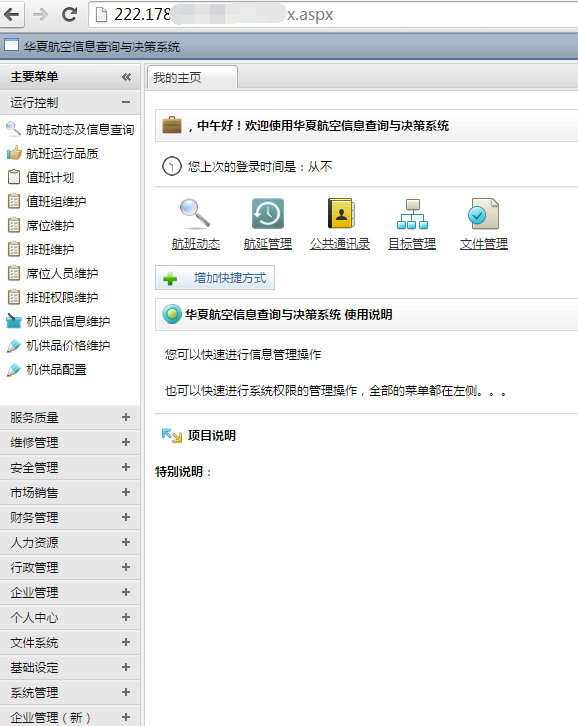 222.178 x.aspx
华夏航空信息查询与决策系统
主要菜单
运行控制
航班动态及信息查询
航班运行品质
值班计划
值班组维护
席位维护
排班维护
席位人员维护
排班权限维护
机供品信息维护
机供品价格维护
机供品配置
服务质量
维修管理
安全管理
市场销售
财务管理
人力资源
行政管理
企业管理
个人中心
文件系统
基础设定
系统管理
企业管理（新）
我的主页
，中午好！欢迎使用华夏航空信息查询与决策系统
您上次的登录时间是：从不
航班动态 航延管理 公共通讯录 目标管理 文件管理
增加快捷方式
华夏航空信息查询与决策系统 使用说明
您可以快速进行信息管理操作
也可以快速进行系统权限的管理操作，全部的菜单都在左侧。。。
项目说明
特别说明：